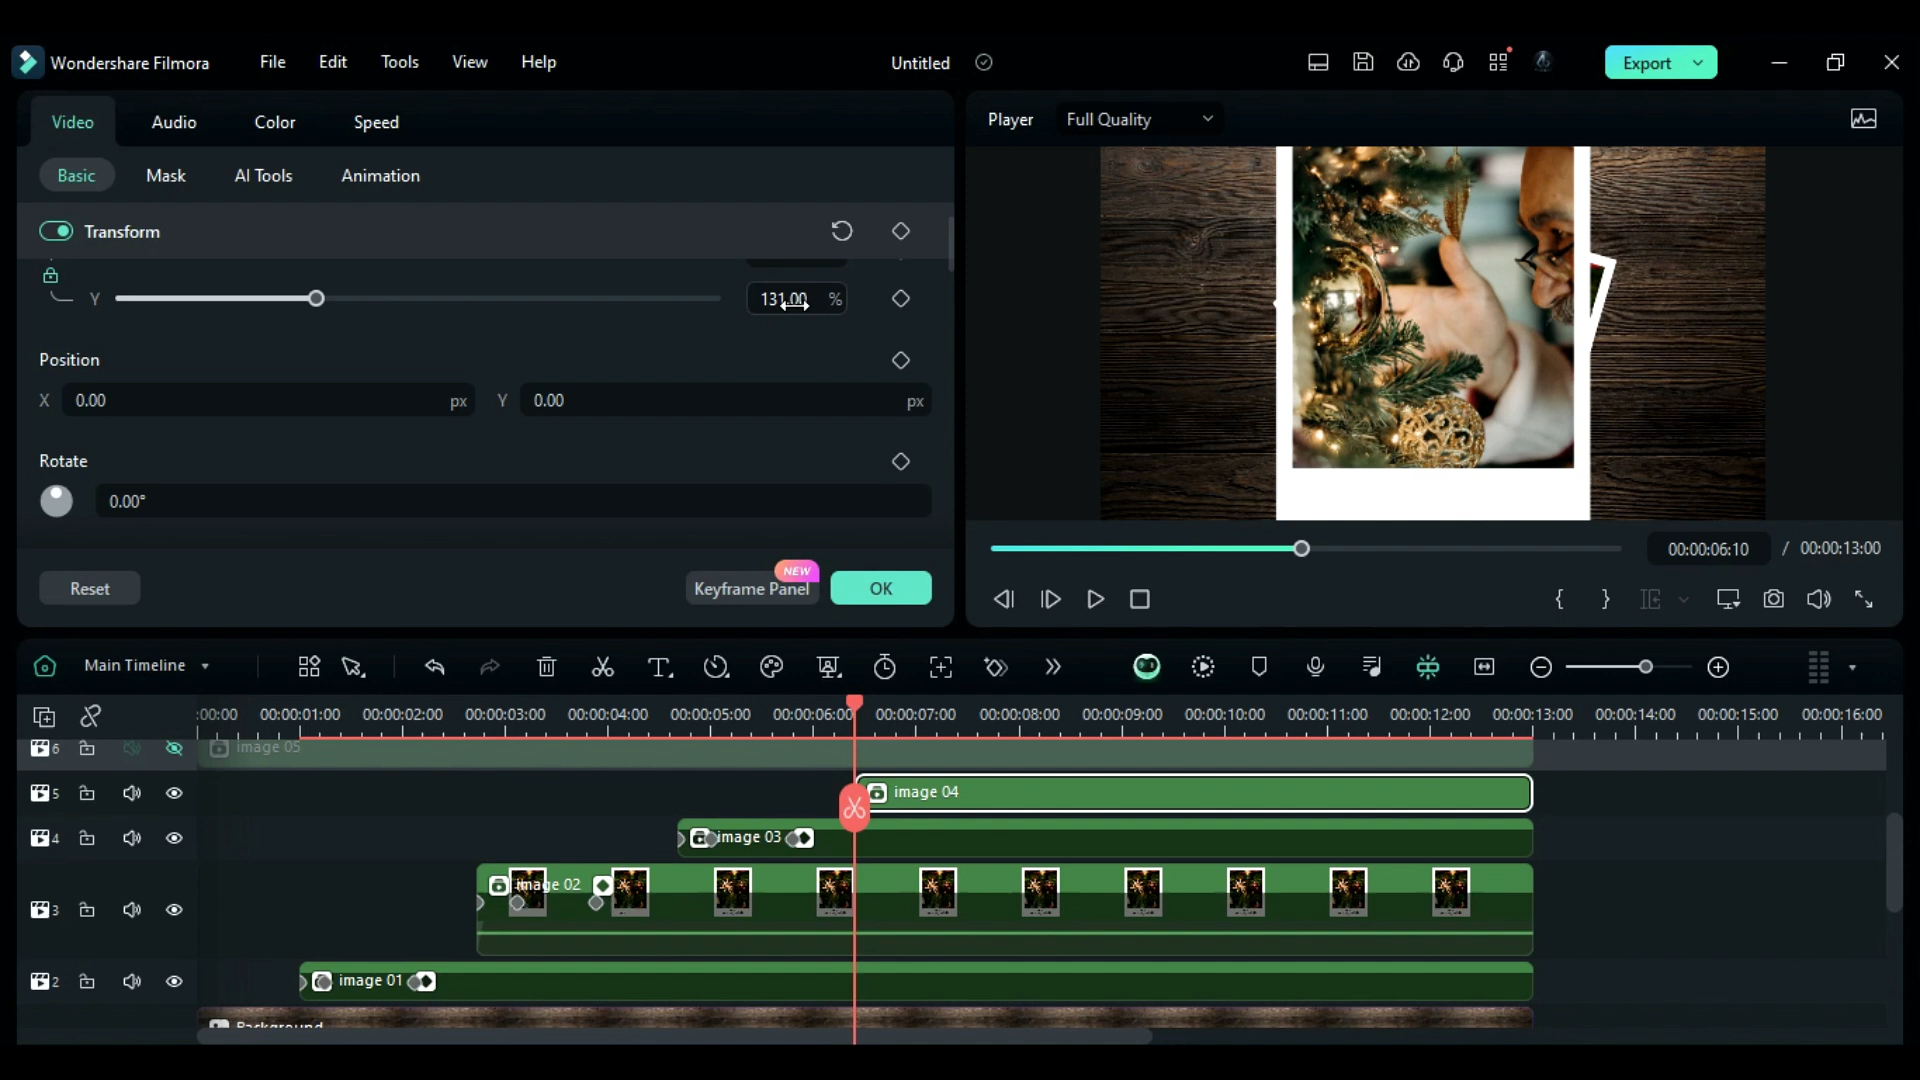 Wondershare Filmora File Edit Tools View Help Untitled Export
Video Audio Color Speed
Player Full Quality
Basic Mask AI Tools Animation
Transform
Y 131.00 %
Position
X 0.00 px Y 0.00 px
Rotate
0.00°
Reset Keyframe Panel NEW OK
00:00:06:10 / 00:00:13:00
Main Timeline
:00:00 00:00:01:00 00:00:02:00 00:00:03:00 00:00:04:00 00:00:05:00 00:00:06:00 00:00:07:00 00:00:08:00 00:00:09:00 00:00:10:00 00:00:11:00 00:00:12:00 00:00:13:00 00:00:14:00 00:00:15:00 00:00:16:00
6 image 05
5 image 04
4 image 03
3 image 02
2 image 01
Background